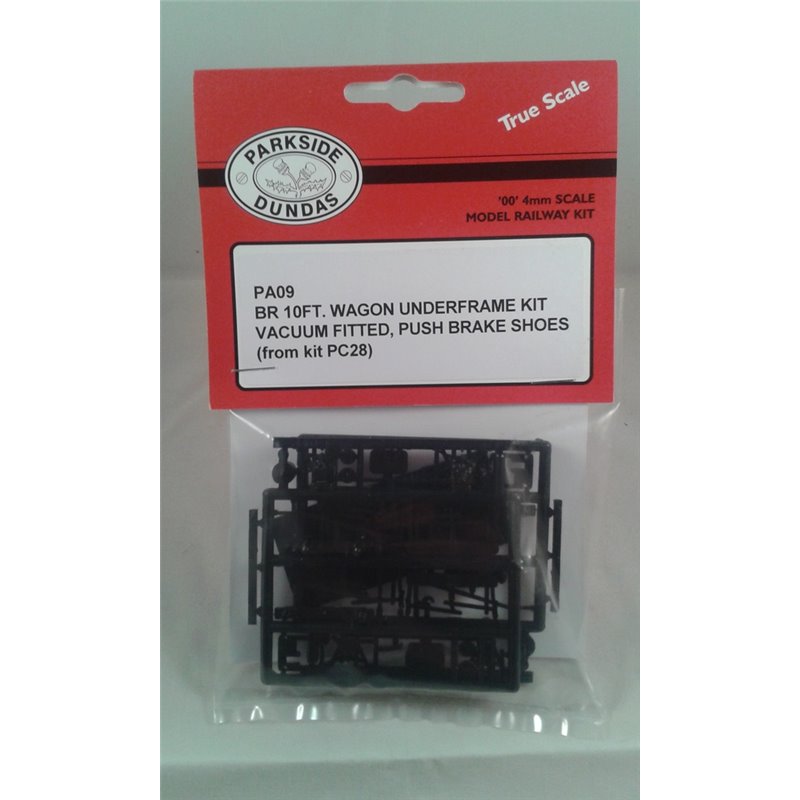 True Scale
PARKSIDE
DUNDAS
'00' 4mm SCALE
MODEL RAILWAY KIT
PA09
BR 10FT. WAGON UNDERFRAME KIT
VACUUM FITTED, PUSH BRAKE SHOES
(from kit PC28)